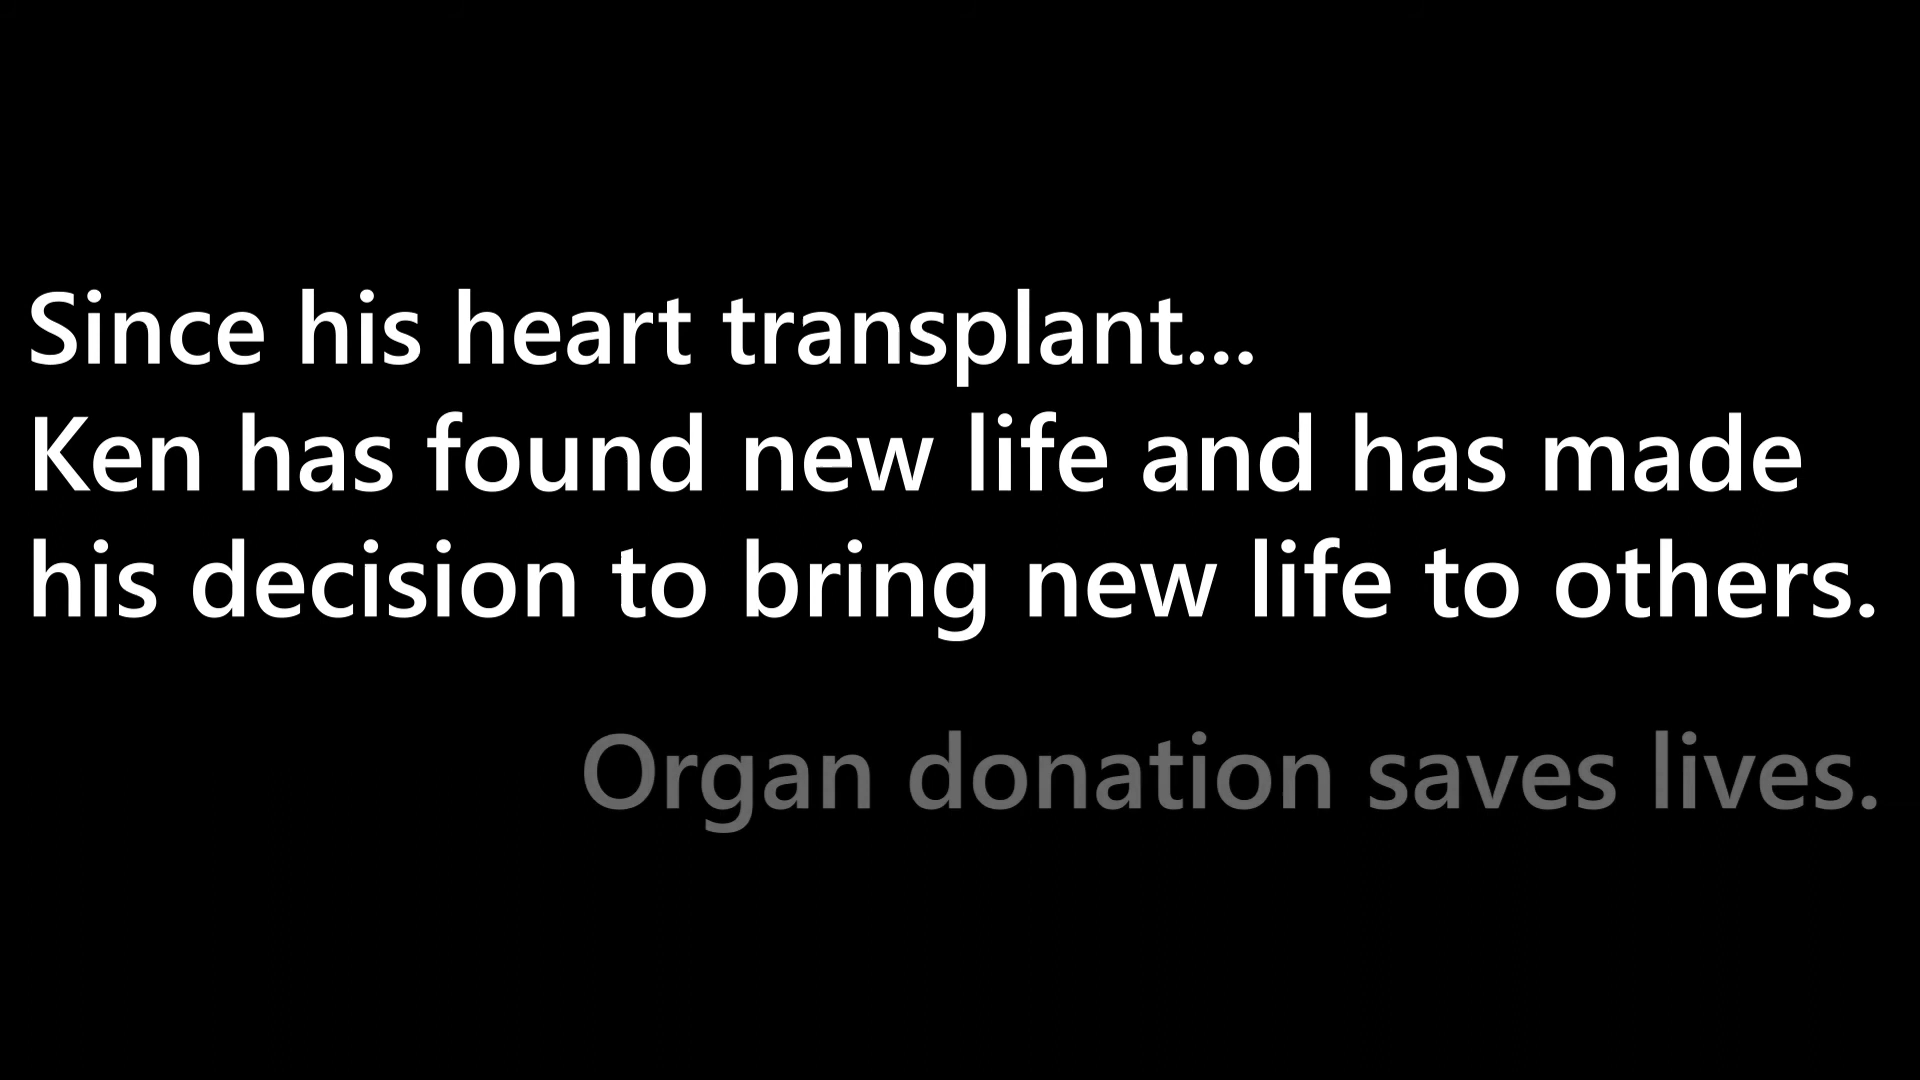 Since his heart transplant...
Ken has found new life and has made
his decision to bring new life to others.
Organ donation saves lives.